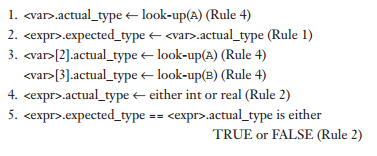 1. <var>.actual_type ← look-up(A) (Rule 4)
2. <expr>.expected_type ← <var>.actual_type (Rule 1)
3. <var>[2].actual_type ← look-up(A) (Rule 4)
<var>[3].actual_type ← look-up(B) (Rule 4)
4. <expr>.actual_type ← either int or real (Rule 2)
5. <expr>.expected_type == <expr>.actual_type is either
TRUE or FALSE (Rule 2)